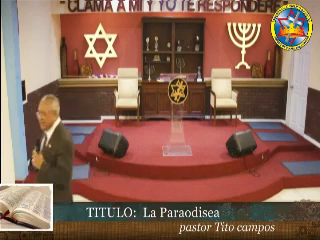 CLAMA A MI Y YO TE RESPONDERE
TITULO: La Paraodisea
pastor Tito campos